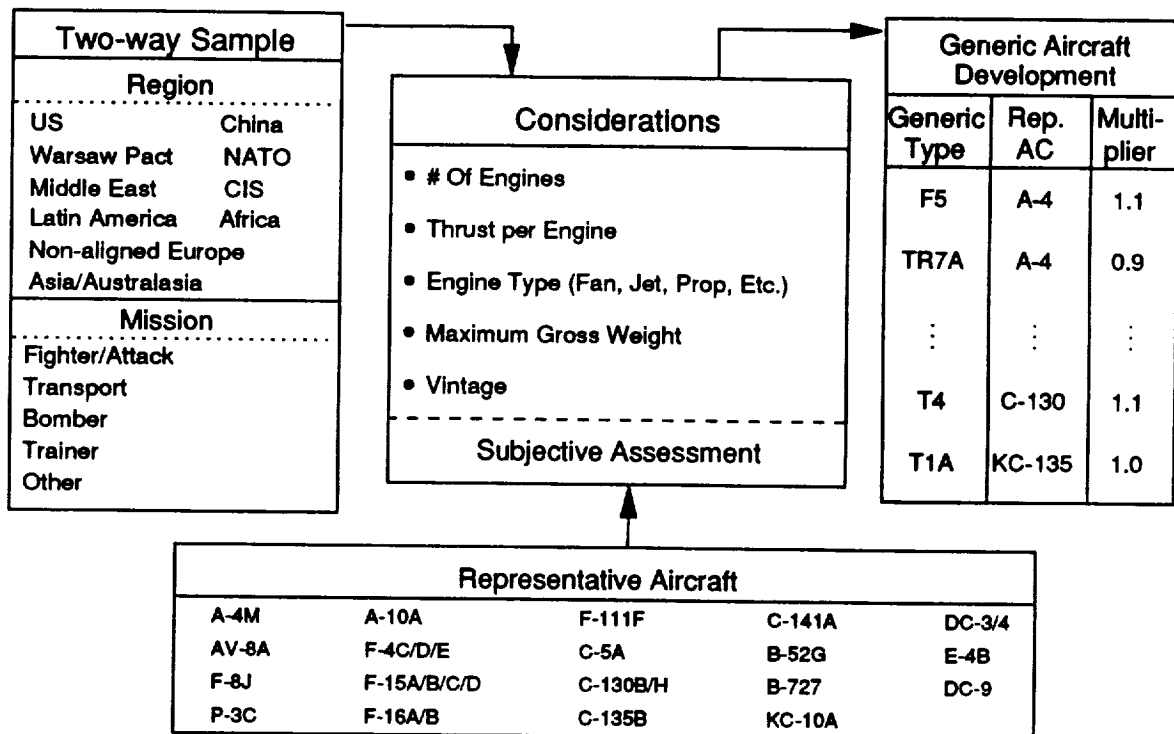 Two-way Sample
Region
US China
Warsaw Pact NATO
Middle East CIS
Latin America Africa
Non-aligned Europe
Asia/Australasia
Mission
Fighter/Attack
Transport
Bomber
Trainer
Other
Considerations
• # Of Engines
• Thrust per Engine
• Engine Type (Fan, Jet, Prop, Etc.)
• Maximum Gross Weight
• Vintage
Subjective Assessment
Generic Aircraft
Development
Generic Rep. Multi-
Type AC plier
F5 A-4 1.1
TR7A A-4 0.9
⋮ ⋮ ⋮
T4 C-130 1.1
T1A KC-135 1.0
Representative Aircraft
A-4M A-10A F-111F C-141A DC-3/4
AV-8A F-4C/D/E C-5A B-52G E-4B
F-8J F-15A/B/C/D C-130B/H B-727 DC-9
P-3C F-16A/B C-135B KC-10A